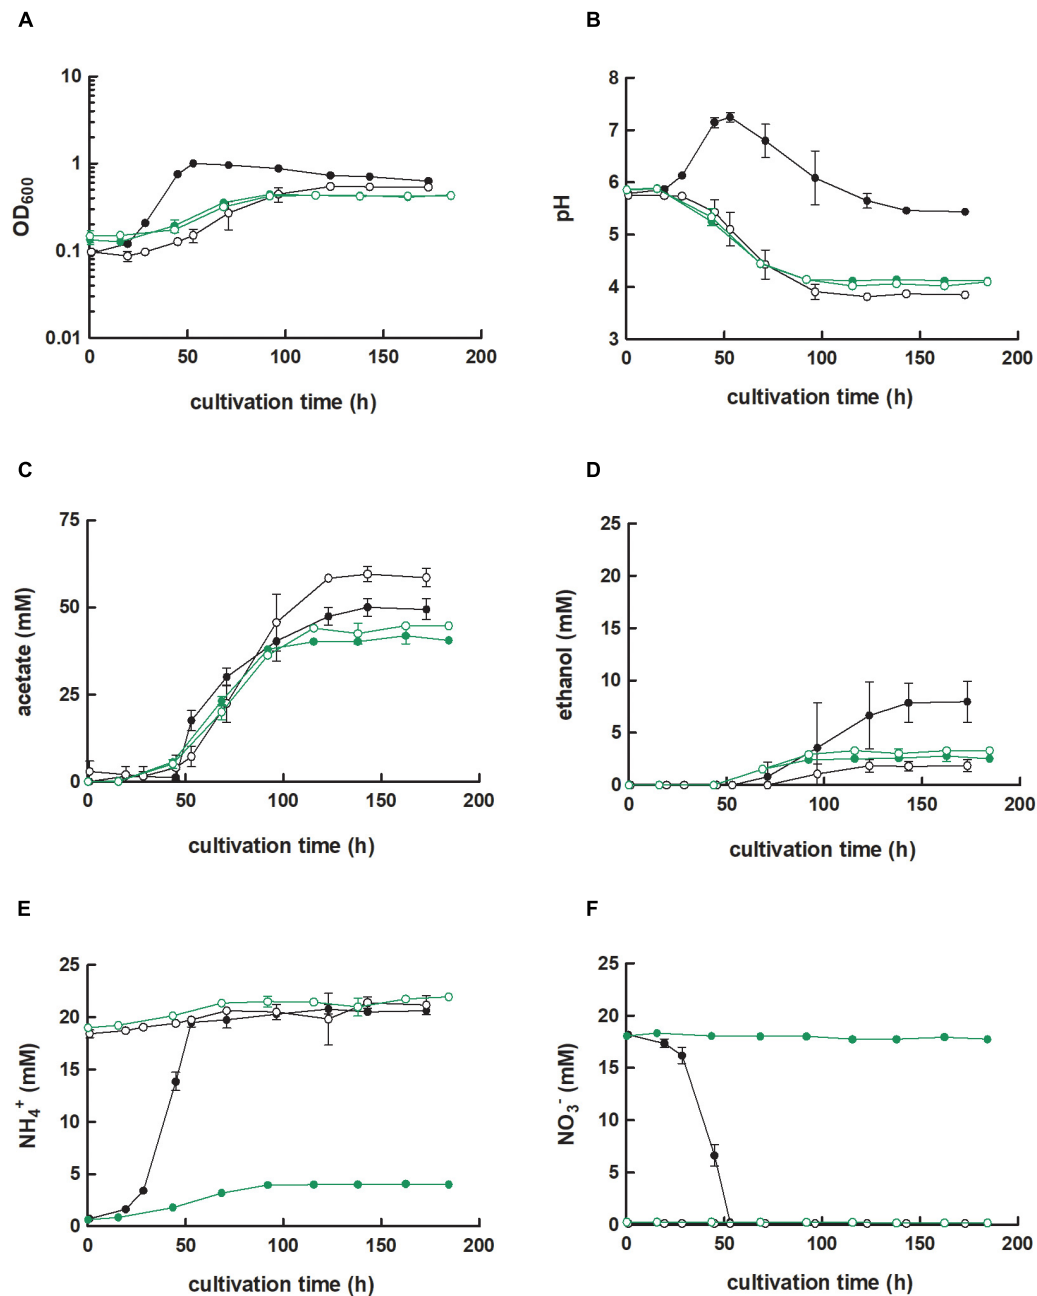 A
10
1
0.1
0.01
OD600
0 50 100 150 200
cultivation time (h)
B
8
7
6
5
4
3
pH
0 50 100 150 200
cultivation time (h)
C
75
50
25
0
acetate (mM)
0 50 100 150 200
cultivation time (h)
D
25
20
15
10
5
0
ethanol (mM)
0 50 100 150 200
cultivation time (h)
E
25
20
15
10
5
0
NH4+ (mM)
0 50 100 150 200
cultivation time (h)
F
25
20
15
10
5
0
NO3- (mM)
0 50 100 150 200
cultivation time (h)